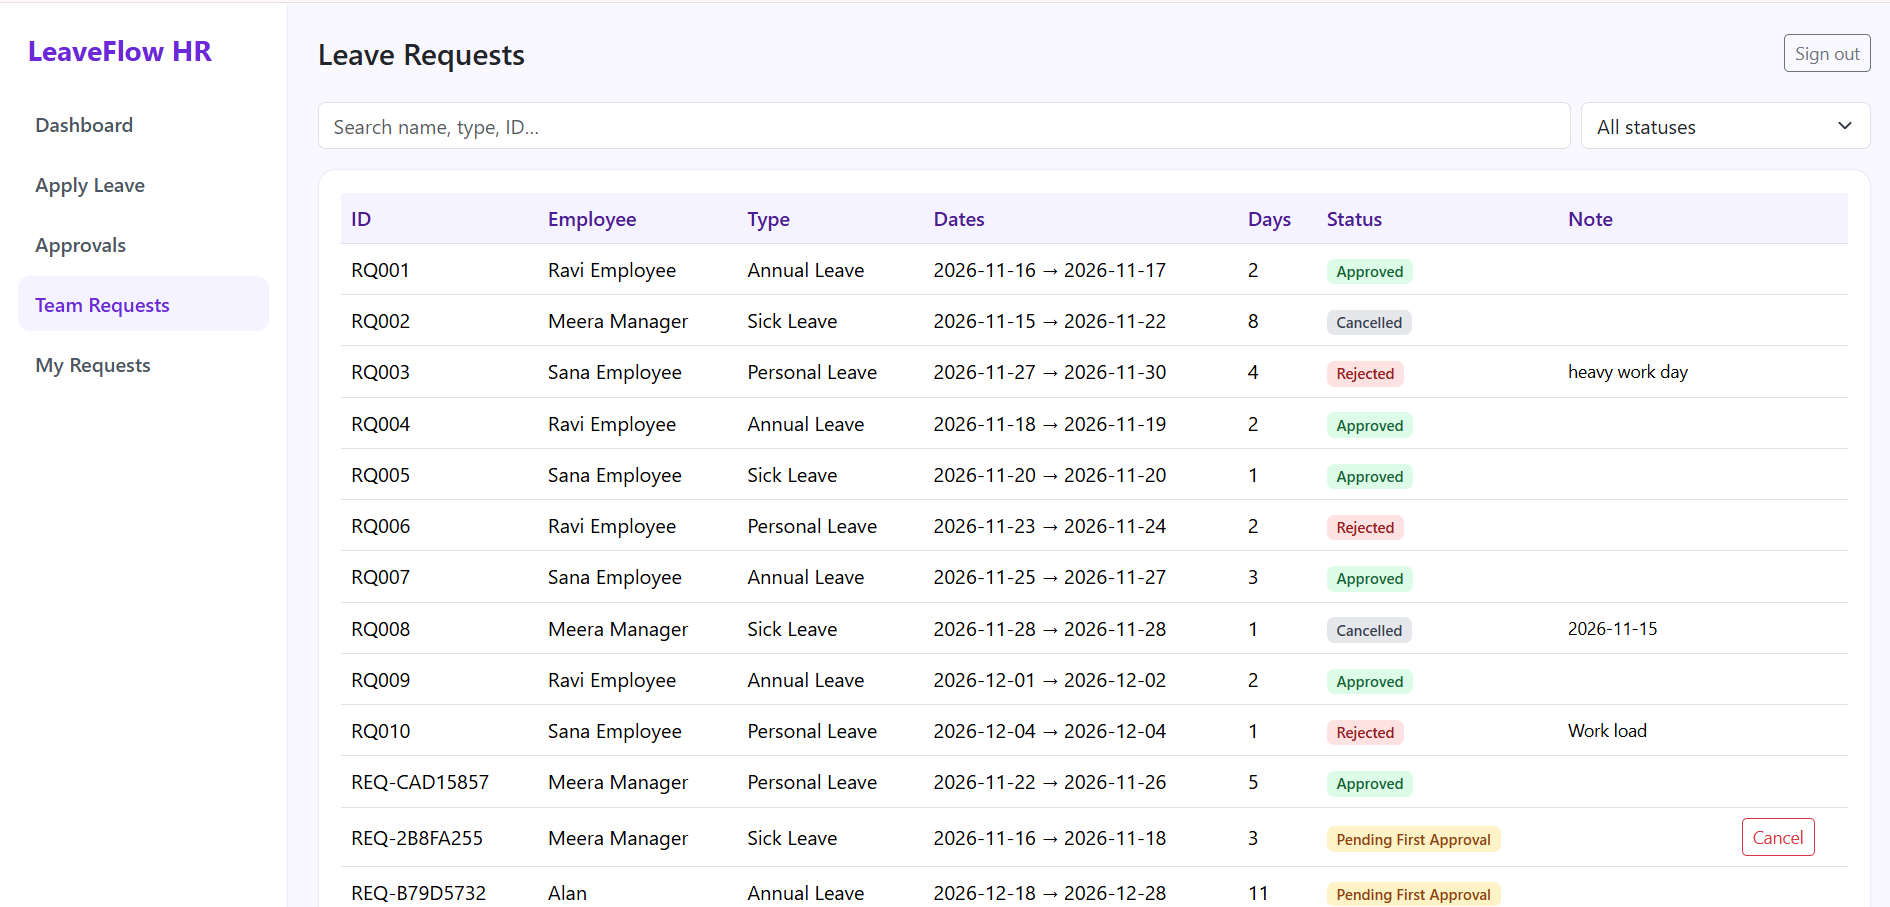 LeaveFlow HR
Dashboard
Apply Leave
Approvals
Team Requests
My Requests
Leave Requests
Sign out
Search name, type, ID...
All statuses
ID Employee Type Dates Days Status Note
RQ001 Ravi Employee Annual Leave 2026-11-16 → 2026-11-17 2 Approved
RQ002 Meera Manager Sick Leave 2026-11-15 → 2026-11-22 8 Cancelled
RQ003 Sana Employee Personal Leave 2026-11-27 → 2026-11-30 4 Rejected heavy work day
RQ004 Ravi Employee Annual Leave 2026-11-18 → 2026-11-19 2 Approved
RQ005 Sana Employee Sick Leave 2026-11-20 → 2026-11-20 1 Approved
RQ006 Ravi Employee Personal Leave 2026-11-23 → 2026-11-24 2 Rejected
RQ007 Sana Employee Annual Leave 2026-11-25 → 2026-11-27 3 Approved
RQ008 Meera Manager Sick Leave 2026-11-28 → 2026-11-28 1 Cancelled 2026-11-15
RQ009 Ravi Employee Annual Leave 2026-12-01 → 2026-12-02 2 Approved
RQ010 Sana Employee Personal Leave 2026-12-04 → 2026-12-04 1 Rejected Work load
REQ-CAD15857 Meera Manager Personal Leave 2026-11-22 → 2026-11-26 5 Approved
REQ-2B8FA255 Meera Manager Sick Leave 2026-11-16 → 2026-11-18 3 Pending First Approval Cancel
REQ-B79D5732 Alan Annual Leave 2026-12-18 → 2026-12-28 11 Pending First Approval